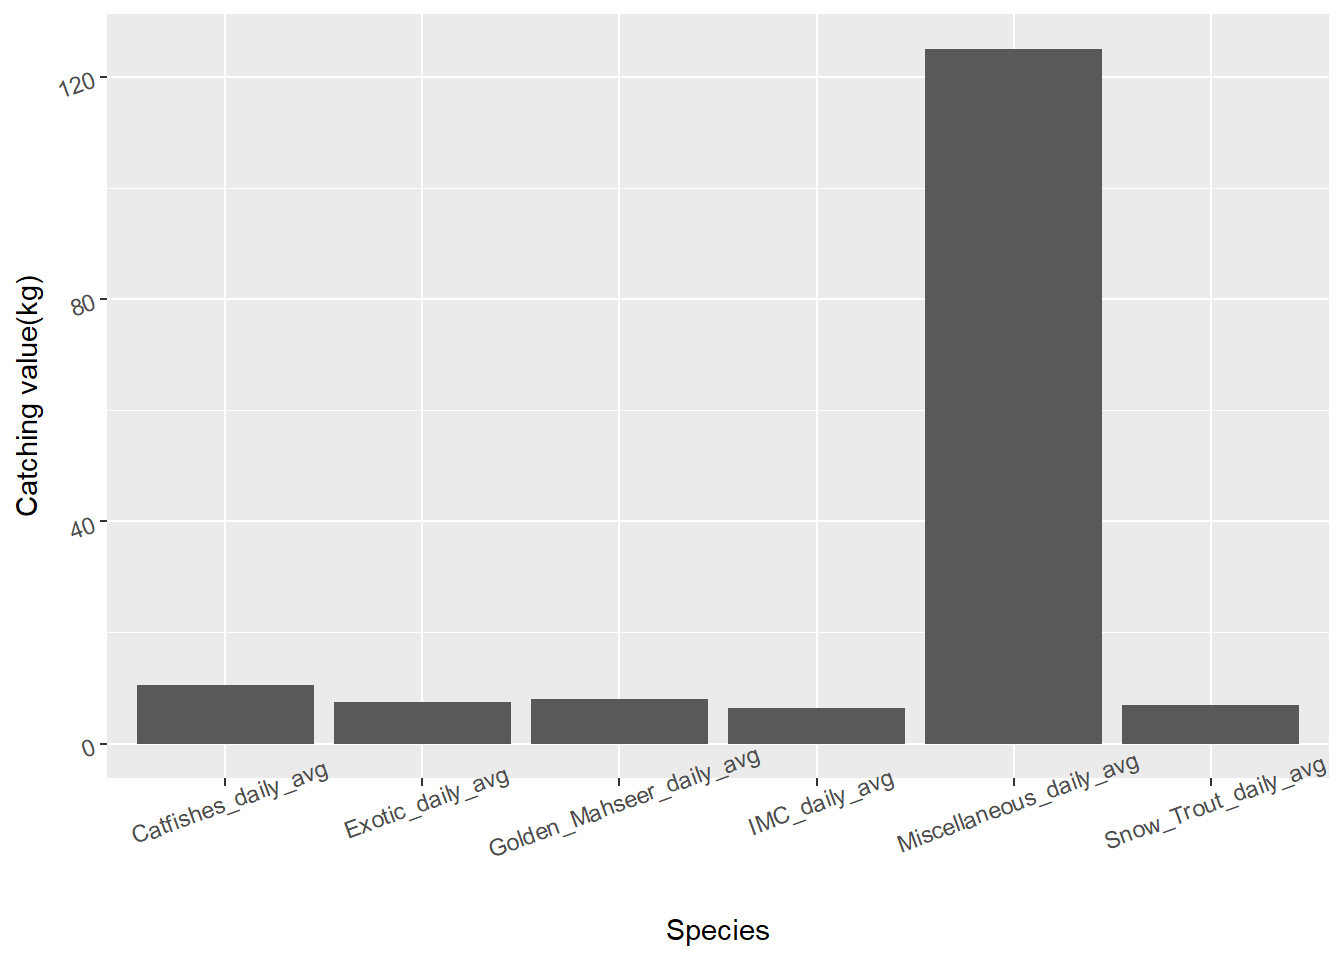 Catching value(kg)
120
80
40
0
Catfishes_daily_avg
Exotic_daily_avg
Golden_Mahseer_daily_avg
IMC_daily_avg
Miscellaneous_daily_avg
Snow_Trout_daily_avg
Species